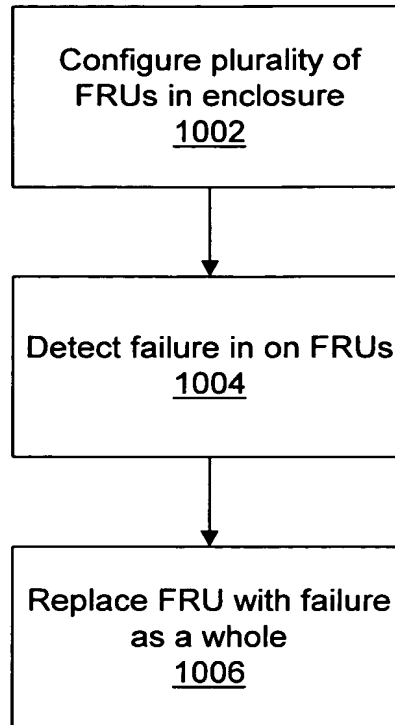 Configure plurality of
FRUs in enclosure
1002
Detect failure in on FRUs
1004
Replace FRU with failure
as a whole
1006